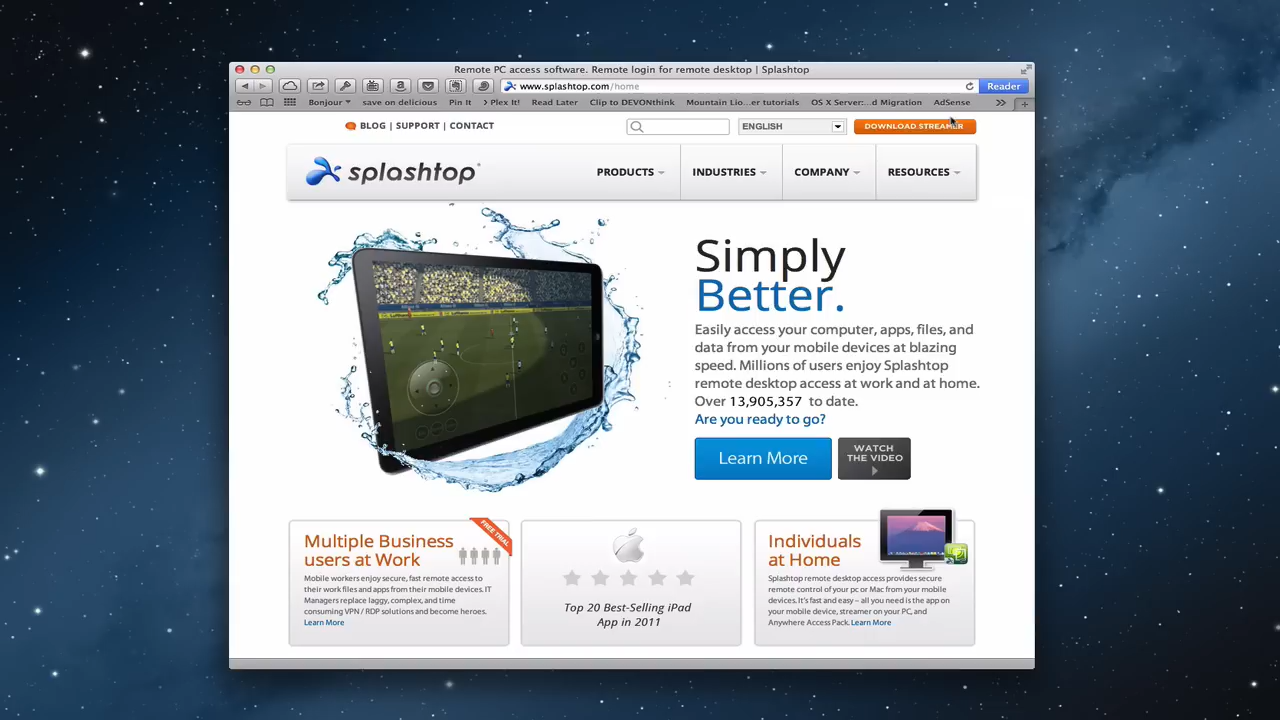 Remote PC access software. Remote login for remote desktop | Splashtop
www.splashtop.com/home
Reader
Bonjour save on delicious Pin It > Plex It! Read Later Clip to DEVONthink Mountain Lio...er tutorials OS X Server:...d Migration AdSense
BLOG | SUPPORT | CONTACT
ENGLISH
DOWNLOAD STREAMER
splashtop
PRODUCTS INDUSTRIES COMPANY RESOURCES
Simply
Better.
Easily access your computer, apps, files, and
data from your mobile devices at blazing
speed. Millions of users enjoy Splashtop
remote desktop access at work and at home.
Over 13,905,357 to date.
Are you ready to go?
Learn More
WATCH
THE VIDEO
FREE TRIAL
Multiple Business
users at Work
Mobile workers enjoy secure, fast remote access to
their work files and apps from their mobile devices. IT
Managers replace laggy, complex, and time
consuming VPN / RDP solutions and become heroes.
Learn More
Top 20 Best-Selling iPad
App in 2011
Individuals
at Home
Splashtop remote desktop access provides secure
remote control of your pc or Mac from your mobile
devices. It's fast and easy – all you need is the app on
your mobile device, streamer on your PC, and
Anywhere Access Pack. Learn More